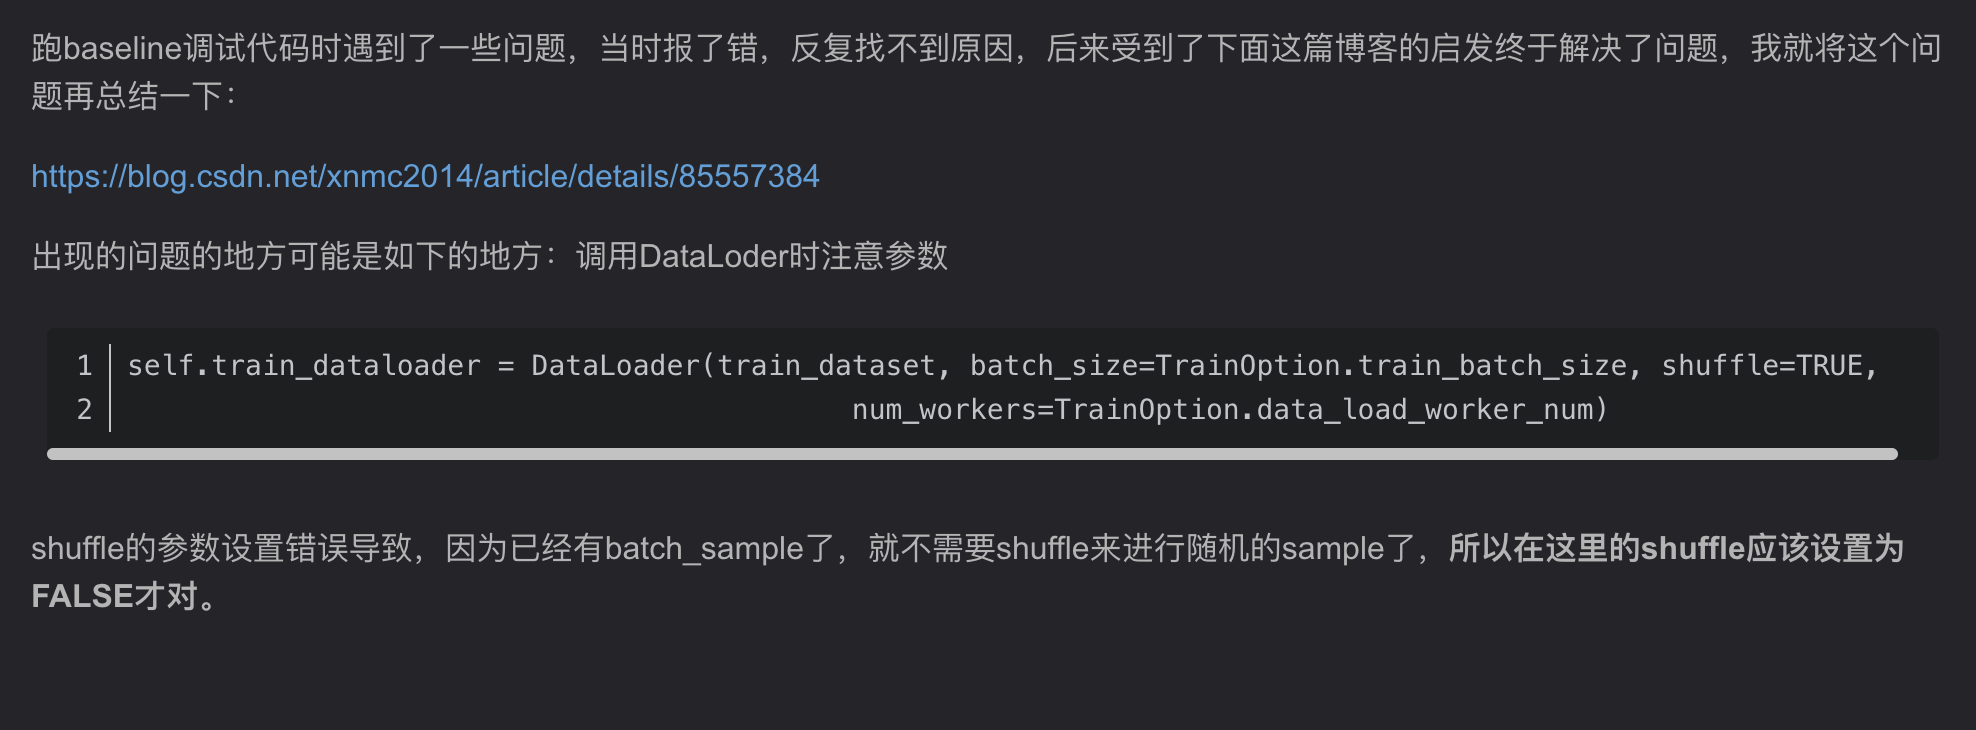 跑baseline调试代码时遇到了一些问题，当时报了错，反复找不到原因，后来受到了下面这篇博客的启发终于解决了问题，我就将这个问
题再总结一下：
https://blog.csdn.net/xnmc2014/article/details/85557384
出现的问题的地方可能是如下的地方：调用DataLoder时注意参数
1 self.train_dataloader = DataLoader(train_dataset, batch_size=TrainOption.train_batch_size, shuffle=TRUE,
2 num_workers=TrainOption.data_load_worker_num)
shuffle的参数设置错误导致，因为已经有batch_sample了，就不需要shuffle来进行随机的sample了，所以在这里的shuffle应该设置为
FALSE才对。